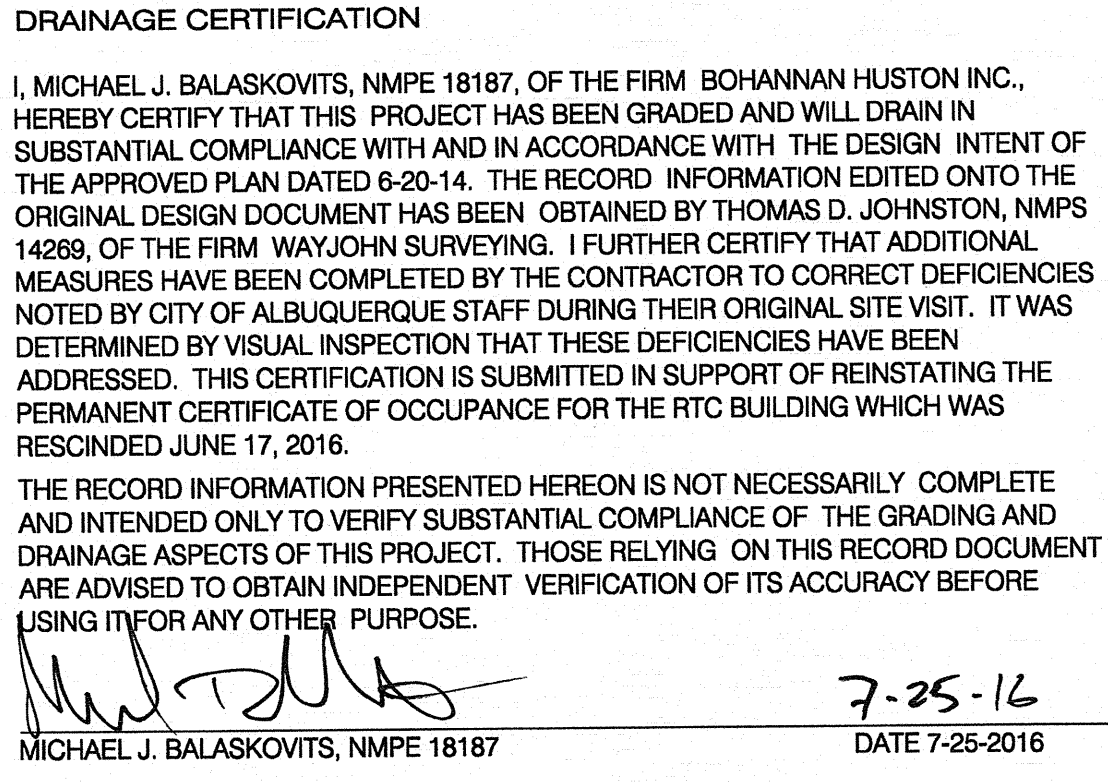 DRAINAGE CERTIFICATION
I, MICHAEL J. BALASKOVITS, NMPE 18187, OF THE FIRM BOHANNAN HUSTON INC.,
HEREBY CERTIFY THAT THIS PROJECT HAS BEEN GRADED AND WILL DRAIN IN
SUBSTANTIAL COMPLIANCE WITH AND IN ACCORDANCE WITH THE DESIGN INTENT OF
THE APPROVED PLAN DATED 6-20-14. THE RECORD INFORMATION EDITED ONTO THE
ORIGINAL DESIGN DOCUMENT HAS BEEN OBTAINED BY THOMAS D. JOHNSTON, NMPS
14269, OF THE FIRM WAYJOHN SURVEYING. I FURTHER CERTIFY THAT ADDITIONAL
MEASURES HAVE BEEN COMPLETED BY THE CONTRACTOR TO CORRECT DEFICIENCIES
NOTED BY CITY OF ALBUQUERQUE STAFF DURING THEIR ORIGINAL SITE VISIT. IT WAS
DETERMINED BY VISUAL INSPECTION THAT THESE DEFICIENCIES HAVE BEEN
ADDRESSED. THIS CERTIFICATION IS SUBMITTED IN SUPPORT OF REINSTATING THE
PERMANENT CERTIFICATE OF OCCUPANCE FOR THE RTC BUILDING WHICH WAS
RESCINDED JUNE 17, 2016.
THE RECORD INFORMATION PRESENTED HEREON IS NOT NECESSARILY COMPLETE
AND INTENDED ONLY TO VERIFY SUBSTANTIAL COMPLIANCE OF THE GRADING AND
DRAINAGE ASPECTS OF THIS PROJECT. THOSE RELYING ON THIS RECORD DOCUMENT
ARE ADVISED TO OBTAIN INDEPENDENT VERIFICATION OF ITS ACCURACY BEFORE
USING IT FOR ANY OTHER PURPOSE.
7-25-16
MICHAEL J. BALASKOVITS, NMPE 18187 DATE 7-25-2016